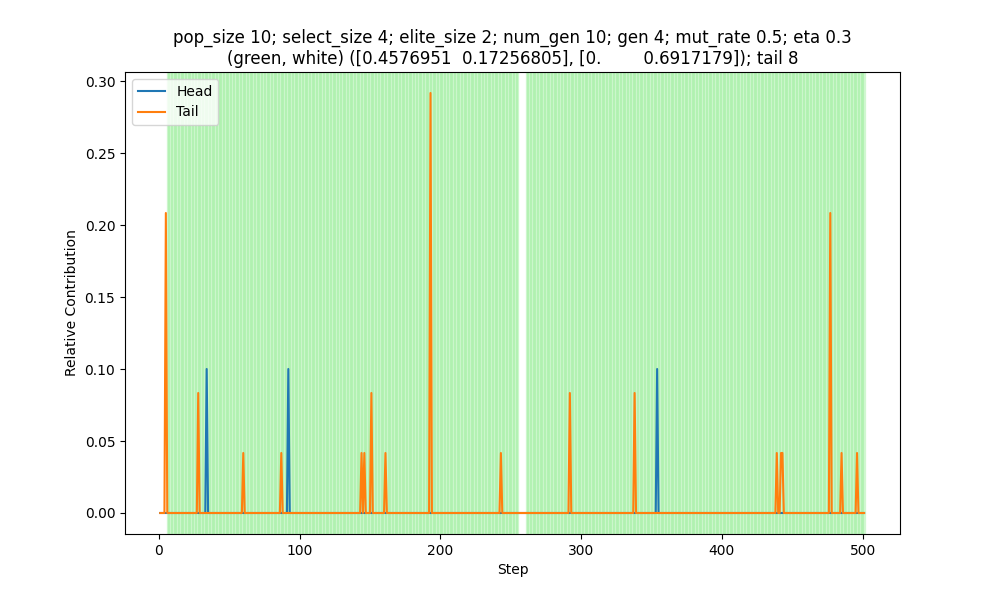 pop_size 10; select_size 4; elite_size 2; num_gen 10; gen 4; mut_rate 0.5; eta 0.3
(green, white) ([0.4576951  0.17256805], [0.         0.6917179]); tail 8
Head
Tail
0.30
0.25
0.20
0.15
0.10
0.05
0.00
Relative Contribution
0 100 200 300 400 500
Step